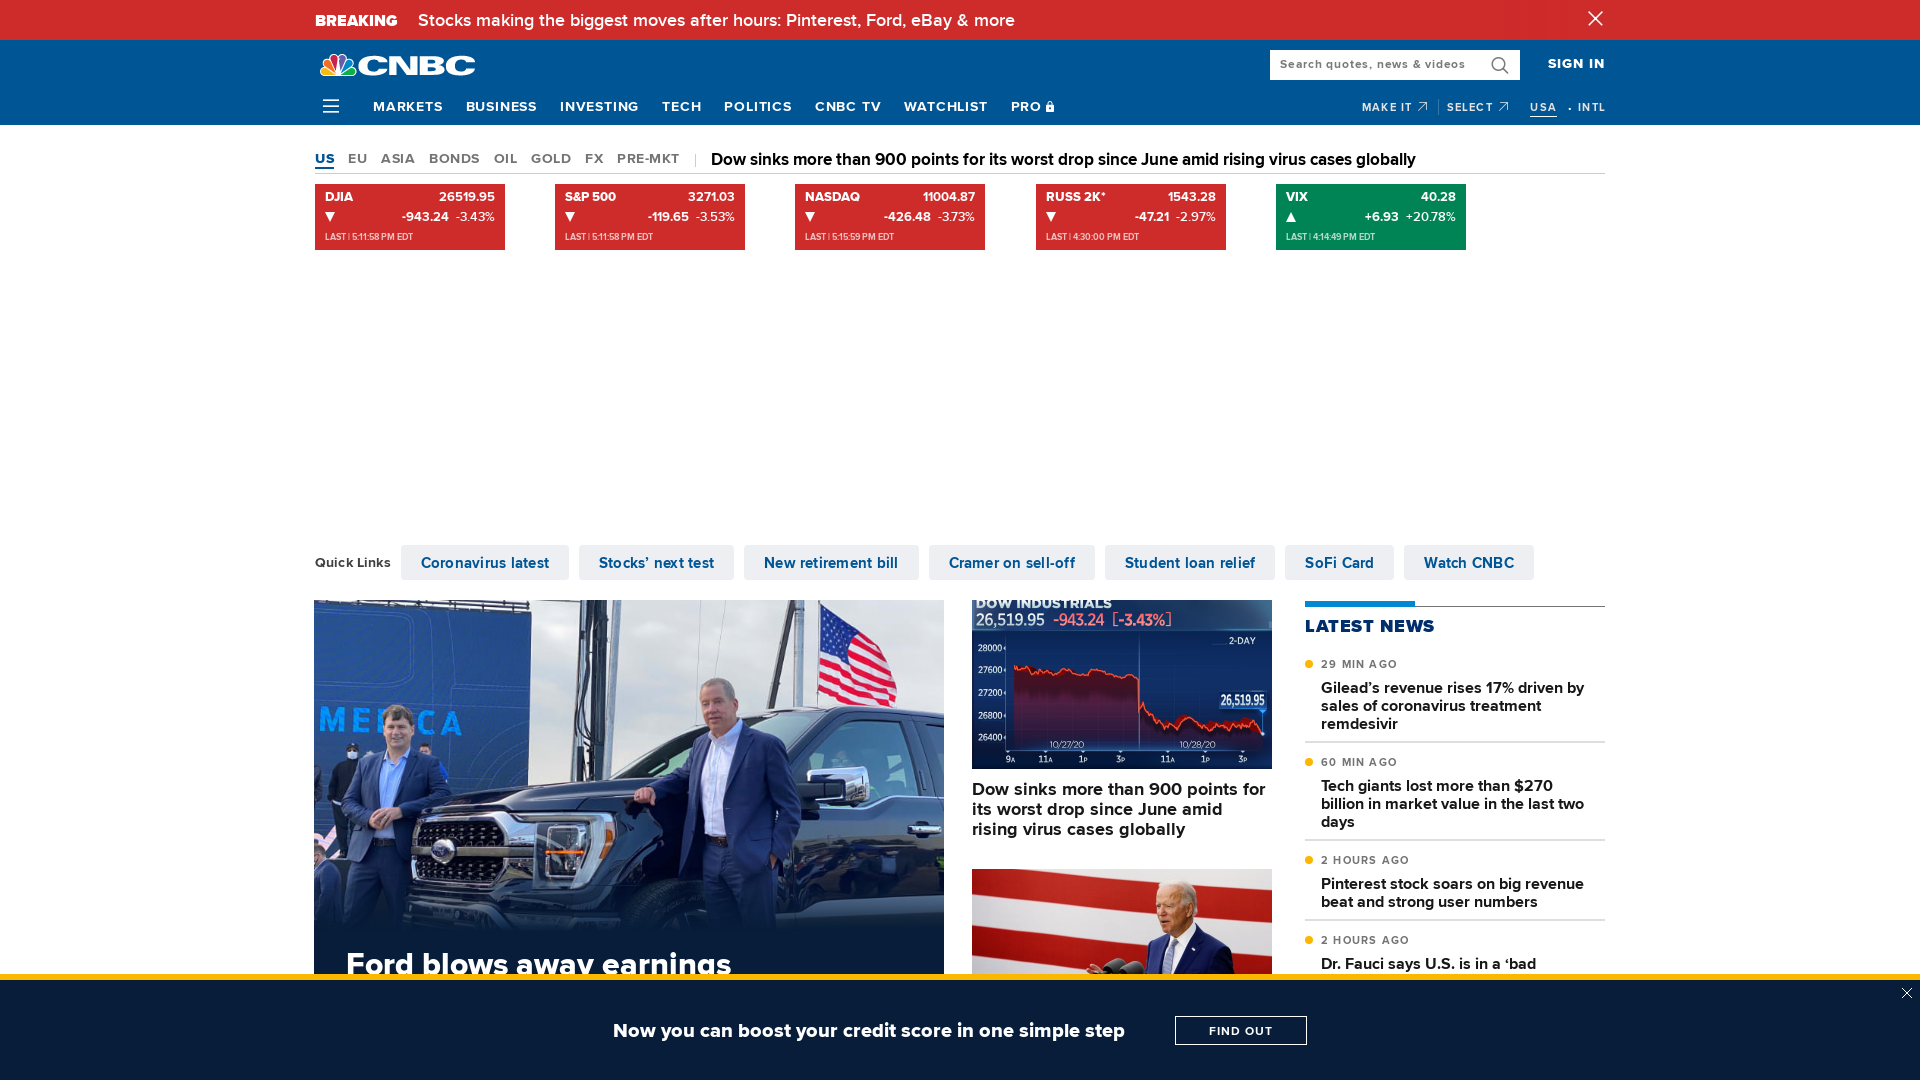 BREAKING Stocks making the biggest moves after hours: Pinterest, Ford, eBay & more
CNBC
Search quotes, news & videos
SIGN IN
MARKETS BUSINESS INVESTING TECH POLITICS CNBC TV WATCHLIST PRO
MAKE IT SELECT USA • INTL
US EU ASIA BONDS OIL GOLD FX PRE-MKT
Dow sinks more than 900 points for its worst drop since June amid rising virus cases globally
DJIA 26519.95
-943.24 -3.43%
LAST | 5:11:58 PM EDT
S&P 500 3271.03
-119.65 -3.53%
LAST | 5:11:58 PM EDT
NASDAQ 11004.87
-426.48 -3.73%
LAST | 5:15:59 PM EDT
RUSS 2K* 1543.28
-47.21 -2.97%
LAST | 4:30:00 PM EDT
VIX 40.28
+6.93 +20.78%
LAST | 4:14:49 PM EDT
Quick Links Coronavirus latest Stocks’ next test New retirement bill Cramer on sell-off Student loan relief SoFi Card Watch CNBC
Ford blows away earnings
DOW INDUSTRIALS
26,519.95 -943.24 [-3.43%]
2-DAY
28000
27600
27200
26800
26400
26,519.95
10/27/20 10/28/20
9A 11A 1P 3P 11A 1P 3P
Dow sinks more than 900 points for
its worst drop since June amid
rising virus cases globally
LATEST NEWS
29 MIN AGO
Gilead’s revenue rises 17% driven by
sales of coronavirus treatment
remdesivir
60 MIN AGO
Tech giants lost more than $270
billion in market value in the last two
days
2 HOURS AGO
Pinterest stock soars on big revenue
beat and strong user numbers
2 HOURS AGO
Dr. Fauci says U.S. is in a ‘bad
Now you can boost your credit score in one simple step
FIND OUT